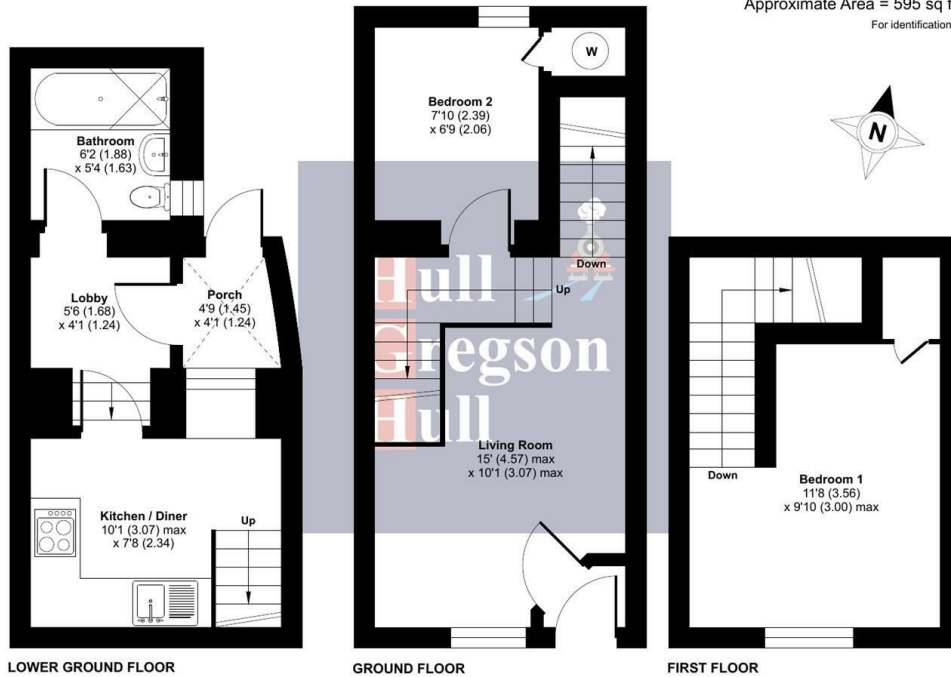 Approximate Area = 595 sq f
For identification
N
Bathroom
6'2 (1.88)
x 5'4 (1.63)
Lobby
5'6 (1.68)
x 4'1 (1.24)
Porch
4'9 (1.45)
x 4'1 (1.24)
Kitchen / Diner
10'1 (3.07) max
x 7'8 (2.34)
Up
LOWER GROUND FLOOR
W
Bedroom 2
7'10 (2.39)
x 6'9 (2.06)
Down
Up
Hull
Gregson
Hull
Living Room
15' (4.57) max
x 10'1 (3.07) max
GROUND FLOOR
Down
Bedroom 1
11'8 (3.56)
x 9'10 (3.00) max
FIRST FLOOR